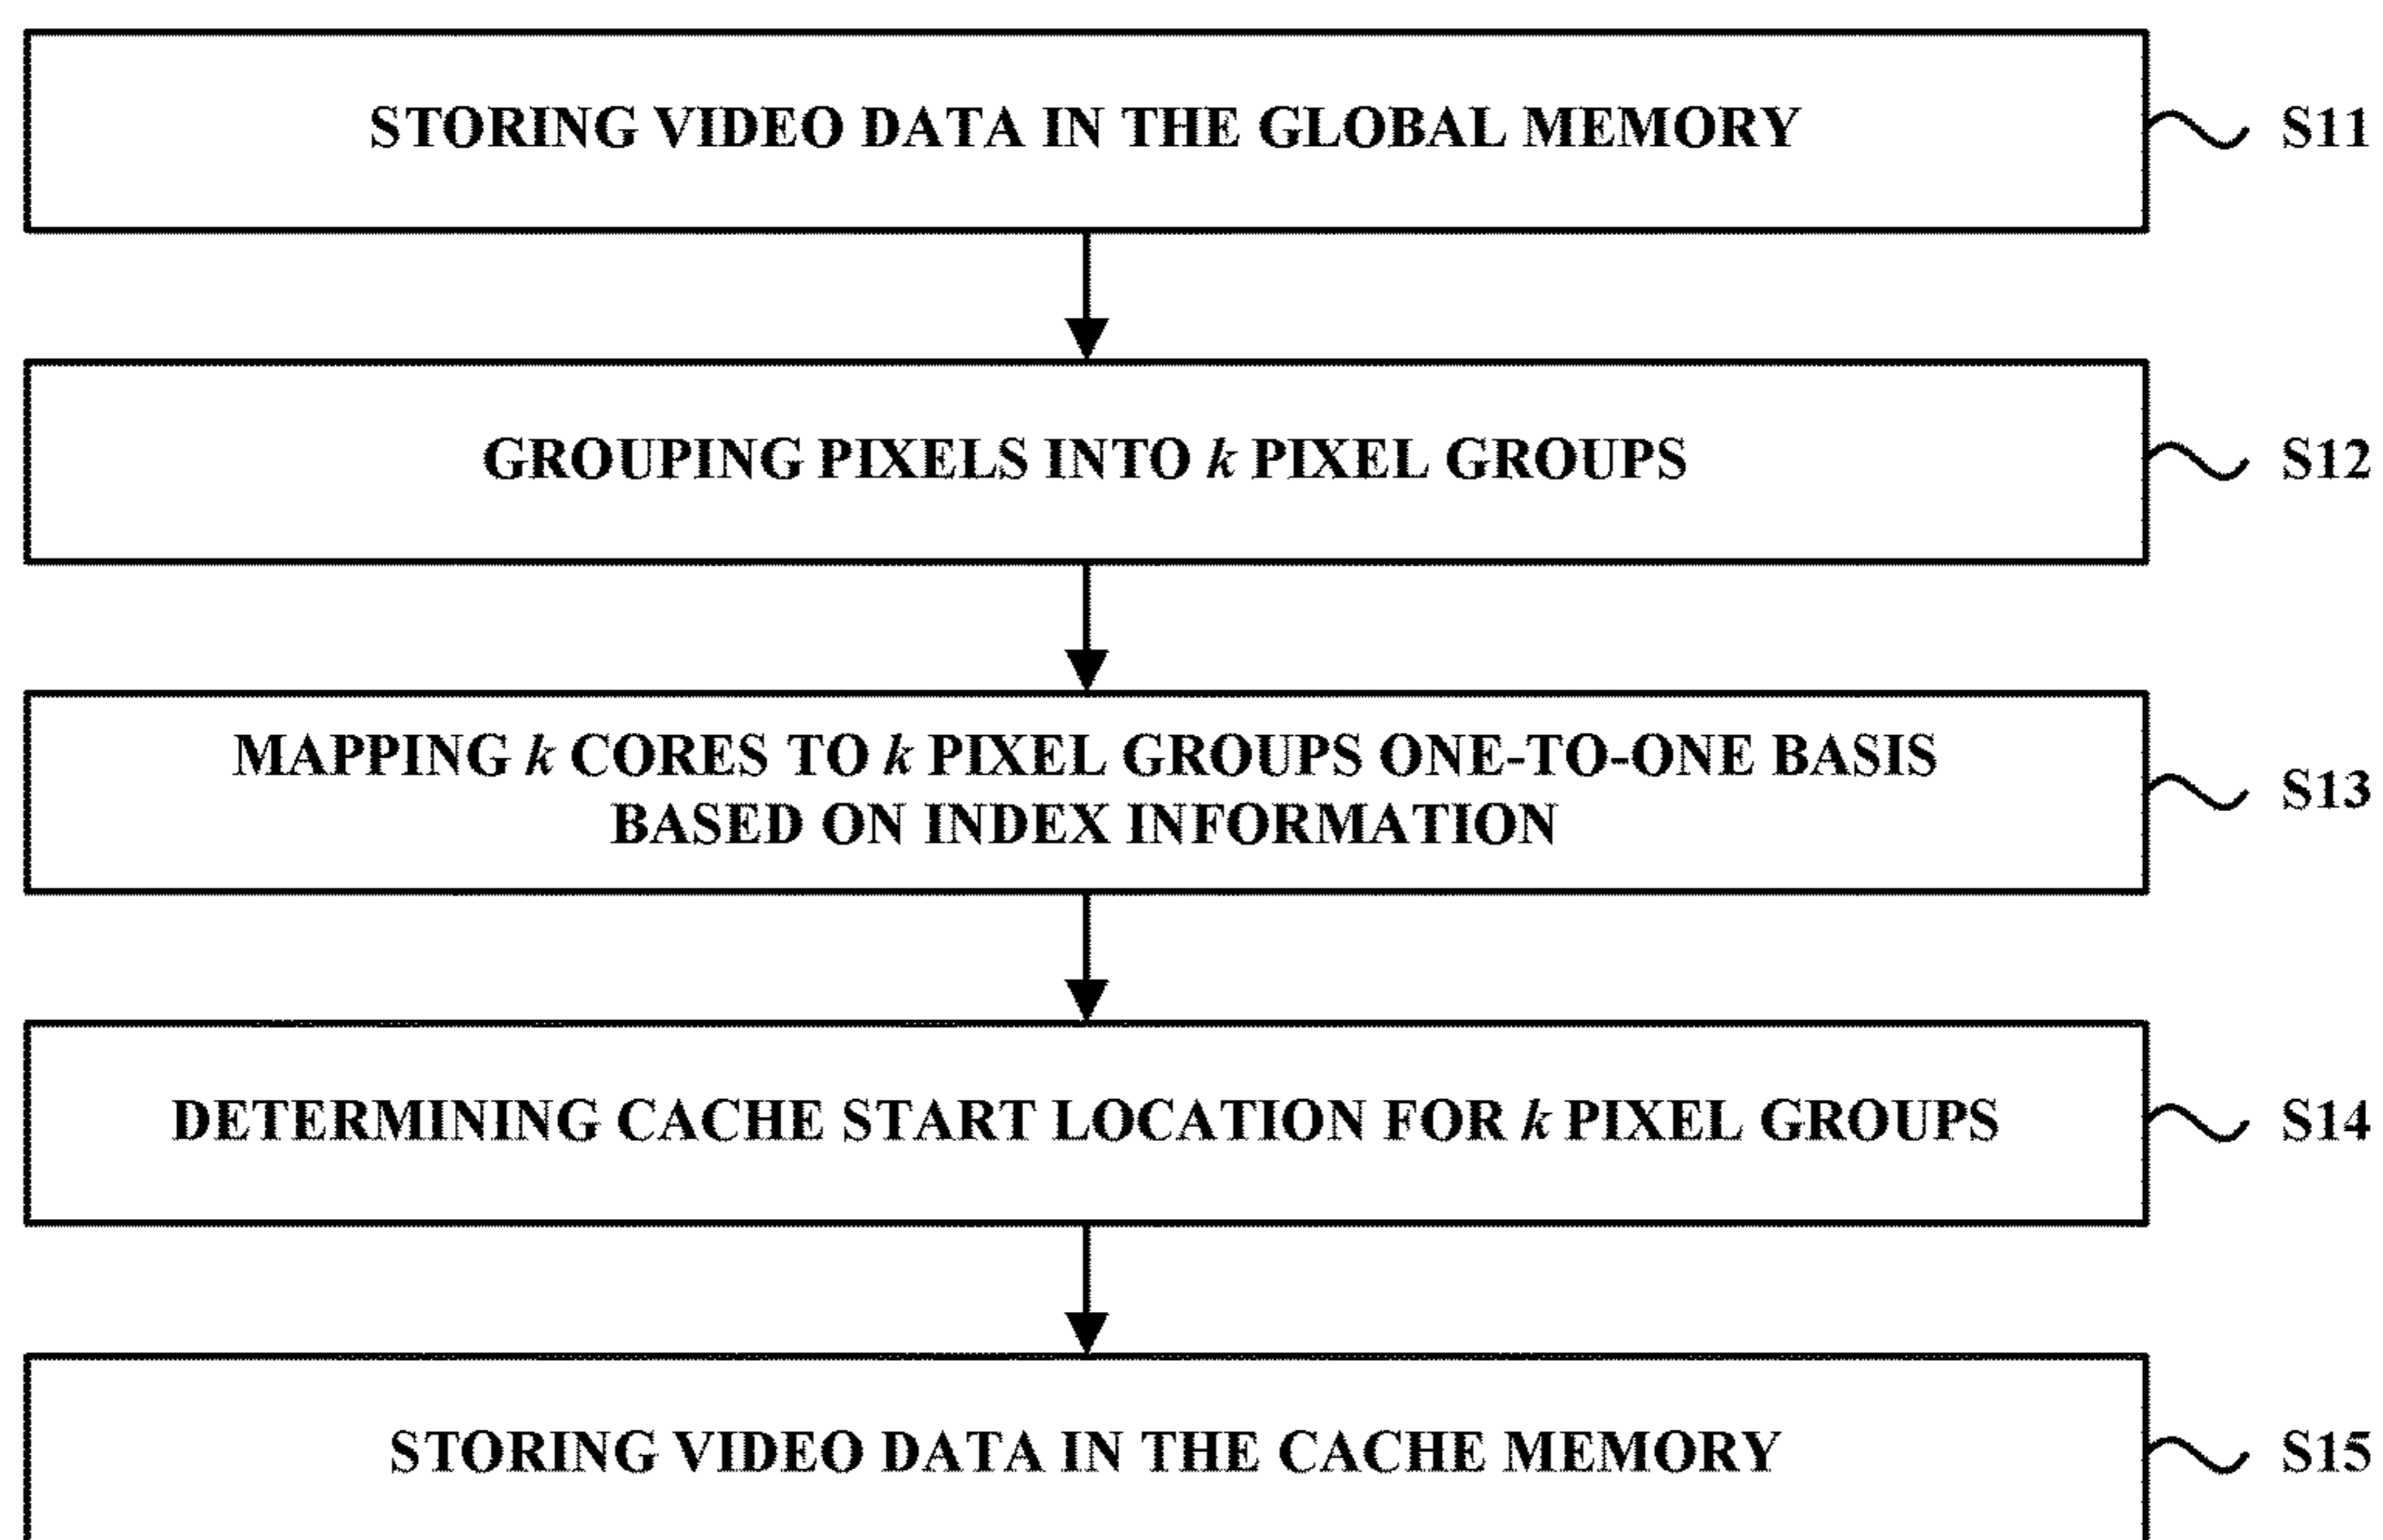 STORING VIDEO DATA IN THE GLOBAL MEMORY S11
GROUPING PIXELS INTO k PIXEL GROUPS S12
MAPPING k CORES TO k PIXEL GROUPS ONE-TO-ONE BASIS
BASED ON INDEX INFORMATION
S13
DETERMINING CACHE START LOCATION FOR k PIXEL GROUPS S14
STORING VIDEO DATA IN THE CACHE MEMORY S15